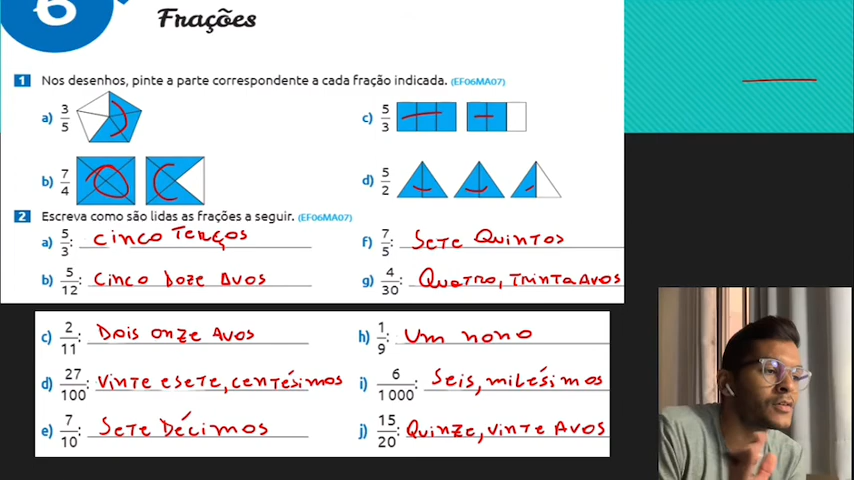 6
Frações
1 Nos desenhos, pinte a parte correspondente a cada fração indicada. (EF06MA07)
a) 3/5
c) 5/3
b) 7/4
d) 5/2
2 Escreva como são lidas as frações a seguir. (EF06MA07)
a) 5/3: cinco Terços
f) 7/5: Sete Quintos
b) 5/12: cinco Doze Avos
g) 4/30: Quatro, Trinta Avos
c) 2/11: Dois onze Avos
h) 1/9: Um nono
d) 27/100: vinte e sete, centésimos
i) 6/1 000: Seis, milésimos
e) 7/10: Sete Décimos
j) 15/20: Quinze, vinte Avos